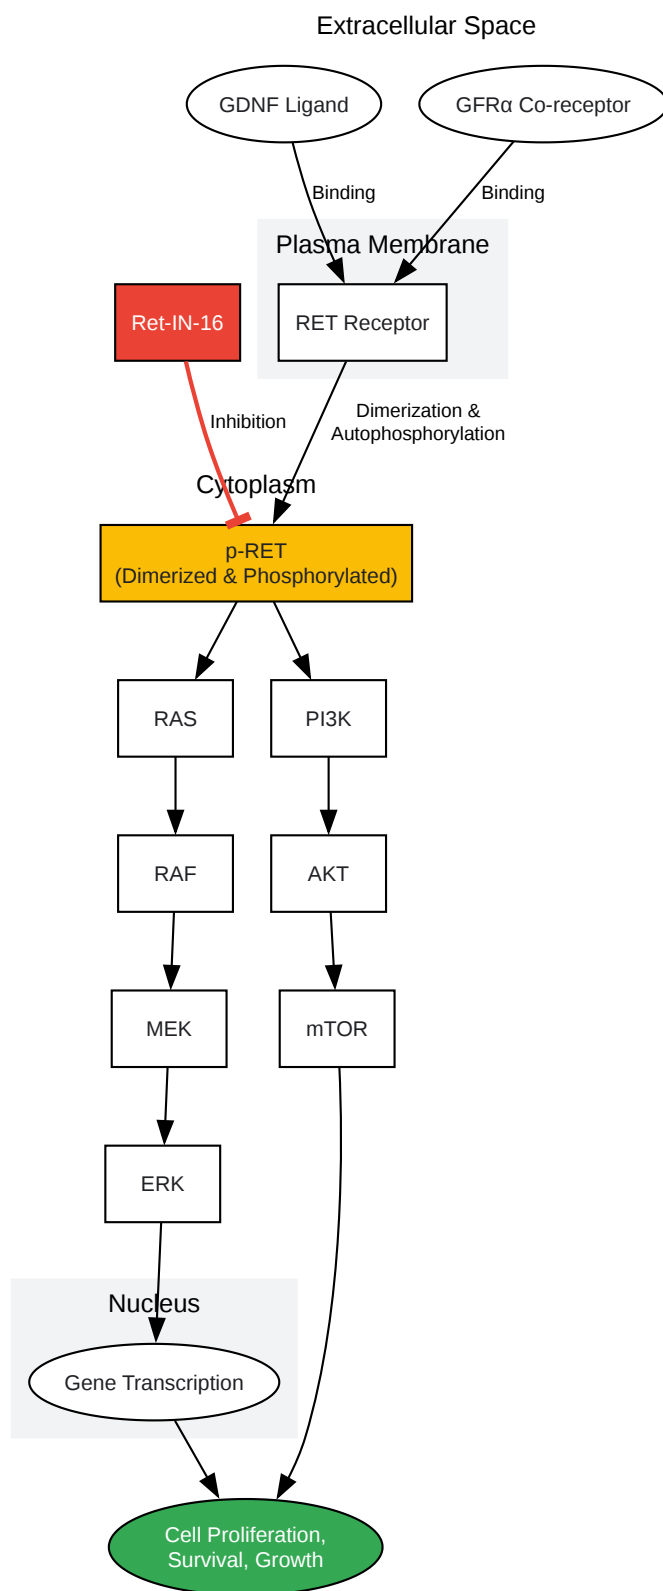 Extracellular Space
GDNF Ligand
GFRα Co-receptor
Binding
Binding
Plasma Membrane
Ret-IN-16
RET Receptor
Inhibition
Dimerization &
Autophosphorylation
Cytoplasm
p-RET
(Dimerized & Phosphorylated)
RAS
PI3K
RAF
AKT
MEK
mTOR
ERK
Nucleus
Gene Transcription
Cell Proliferation,
Survival, Growth